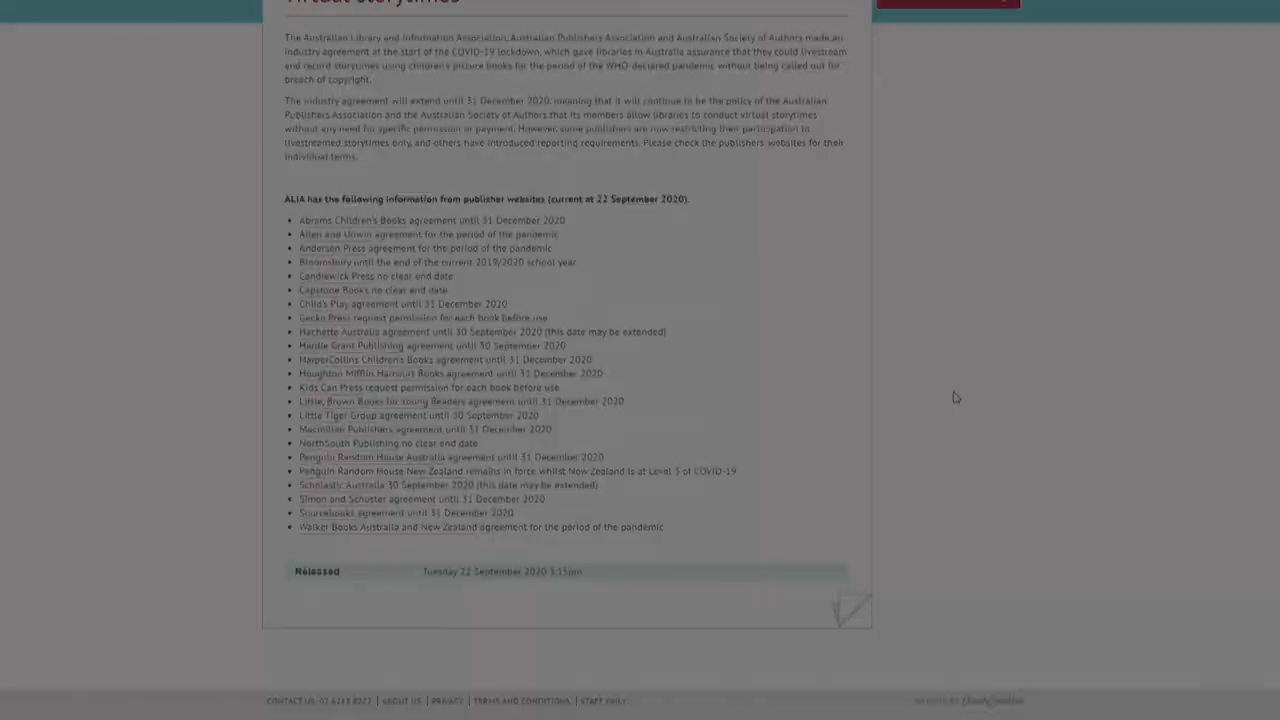 Virtual storytimes
The Australian Library and Information Association, Australian Publishers Association and Australian Society of Authors made an
industry agreement at the start of the COVID-19 lockdown, which gave libraries in Australia assurance that they could livestream
and record storytimes using children's picture books for the period of the WHO declared pandemic without being called out for
breach of copyright.
The industry agreement will extend until 31 December 2020, meaning that it will continue to be the policy of the Australian
Publishers Association and the Australian Society of Authors that its members allow libraries to conduct virtual storytimes
without any need for specific permission or payment. However, some publishers are now restricting their participation to
livestreamed storytimes only, and others have introduced reporting requirements. Please check the publishers' websites for their
individual terms.
ALIA has the following information from publisher websites (current at 22 September 2020).
• Abrams Children's Books agreement until 31 December 2020
• Allen and Unwin agreement for the period of the pandemic
• Andersen Press agreement for the period of the pandemic
• Bloomsbury until the end of the current 2019/2020 school year
• Candlewick Press no clear end date
• Capstone Books no clear end date
• Child's Play agreement until 31 December 2020
• Gecko Press request permission for each book before use
• Hachette Australia agreement until 30 September 2020 (this date may be extended)
• Hardie Grant Publishing agreement until 30 September 2020
• HarperCollins Children's Books agreement until 31 December 2020
• Houghton Mifflin Harcourt Books agreement until 31 December 2020
• Kids Can Press request permission for each book before use
• Little, Brown Books for Young Readers agreement until 31 December 2020
• Little Tiger Group agreement until 30 September 2020
• Macmillan Publishers agreement until 31 December 2020
• NorthSouth Publishing no clear end date
• Penguin Random House Australia agreement until 31 December 2020
• Penguin Random House New Zealand remains in force whilst New Zealand is at Level 3 of COVID-19
• Scholastic Australia 30 September 2020 (this date may be extended)
• Simon and Schuster agreement until 31 December 2020
• Sourcebooks agreement until 31 December 2020
• Walker Books Australia and New Zealand agreement for the period of the pandemic
Released Tuesday 22 September 2020 3:15pm
CONTACT US: 02 6215 8222 | ABOUT US | PRIVACY | TERMS AND CONDITIONS | STAFF ONLY
WEBSITE BY